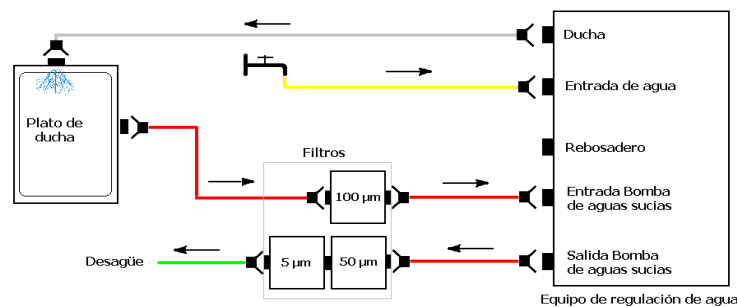 Ducha
Entrada de agua
Plato de
ducha
Rebosadero
Filtros
100 µm
Entrada Bomba
de aguas sucias
Desagüe
5 µm
50 µm
Salida Bomba
de aguas sucias
Equipo de regulación de agua